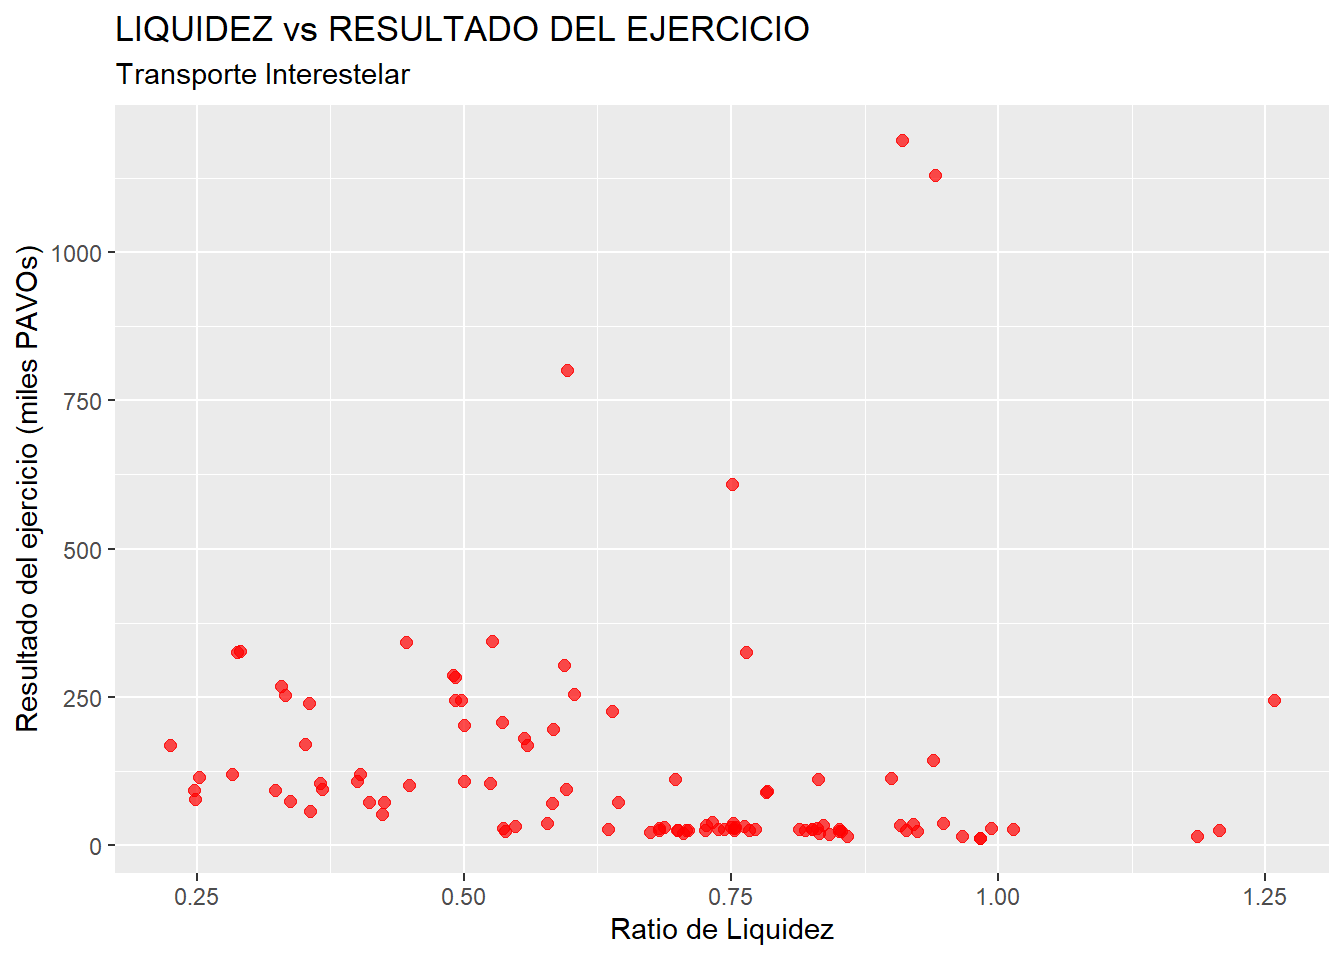 LIQUIDEZ vs RESULTADO DEL EJERCICIO
Transporte Interestelar
Resultado del ejercicio (miles PAVOs)
1000
750
500
250
0
0.25 0.50 0.75 1.00 1.25
Ratio de Liquidez